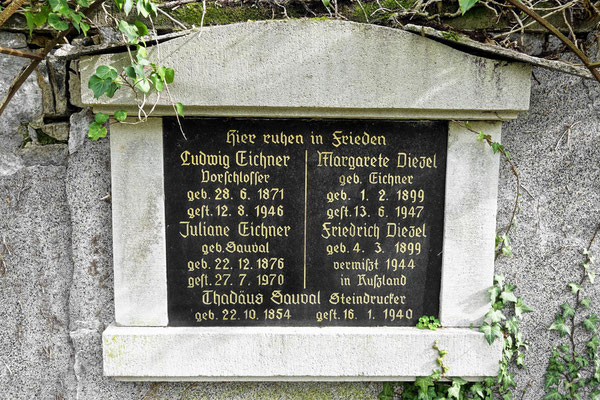 Hier ruhen in Frieden
Ludwig Eichner
Vorschlosser
geb. 28. 6. 1871
gest. 12. 8. 1946
Juliane Eichner
geb. Sauval
geb. 22. 12. 1876
gest. 27. 7. 1970
Margarete Diezel
geb. Eichner
geb. 1. 2. 1899
gest. 13. 6. 1947
Friedrich Diezel
geb. 4. 3. 1899
vermißt 1944
in Rußland
Thadäus Sauval Steindrucker
geb. 22. 10. 1854 gest. 16. 1. 1940